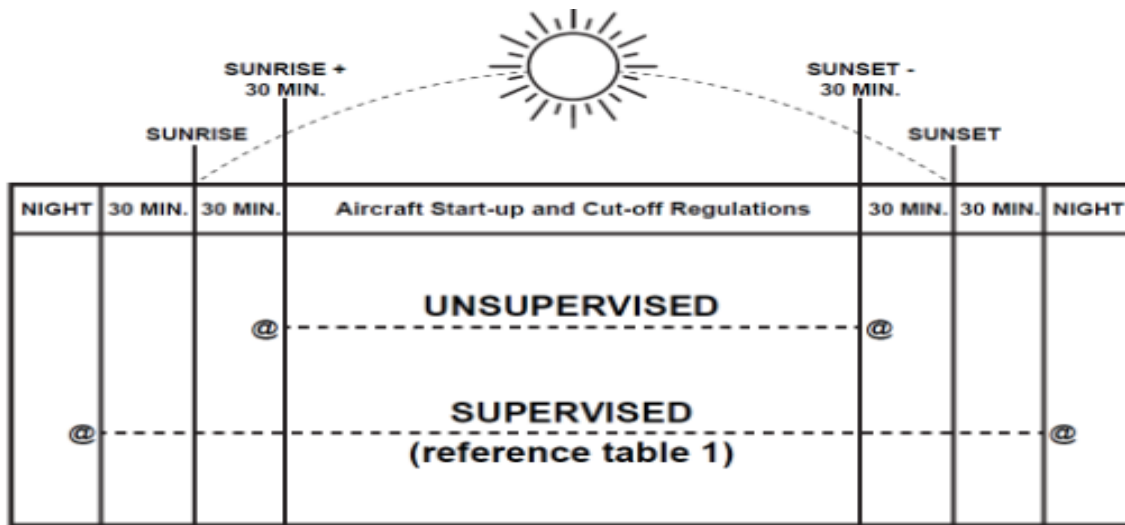 SUNRISE +
30 MIN.
SUNSET -
30 MIN.
SUNRISE
SUNSET
NIGHT 30 MIN. 30 MIN. Aircraft Start-up and Cut-off Regulations 30 MIN. 30 MIN. NIGHT
UNSUPERVISED
@ @
SUPERVISED
@ @
(reference table 1)